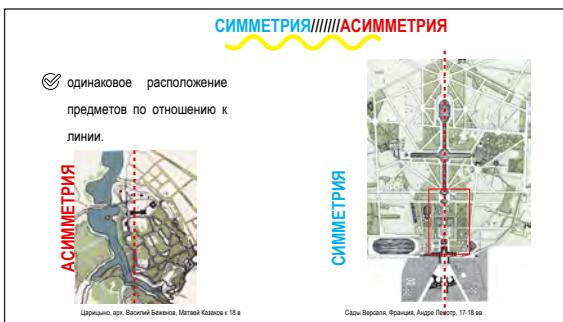 СИММЕТРИЯ///////АСИММЕТРИЯ
одинаковое расположение
предметов по отношению к
линии.
АСИММЕТРИЯ
СИММЕТРИЯ
Царицыно, арх. Василий Баженов, Матвей Казаков к 18 в
Сады Версаля, Франция, Андре Ленотр, 17-18 вв